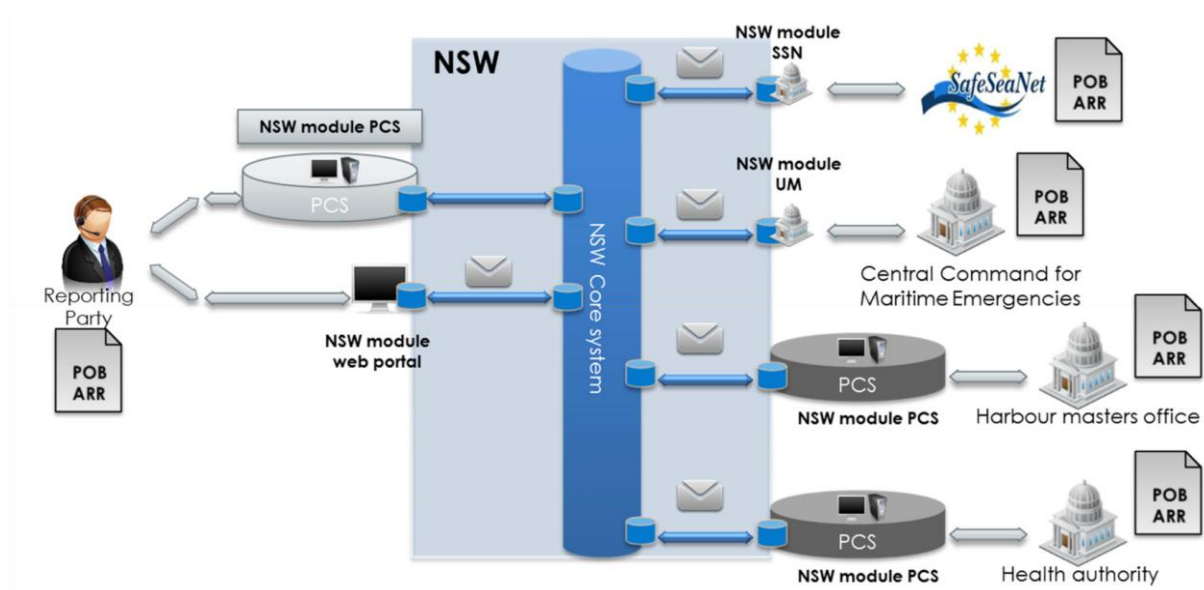 NSW
NSW module PCS
PCS
Reporting
Party
POB
ARR
NSW module
web portal
NSW Core system
NSW module
SSN
SafeSeaNet
POB
ARR
NSW module
UM
Central Command for
Maritime Emergencies
POB
ARR
PCS
NSW module PCS
Harbour masters office
POB
ARR
PCS
NSW module PCS
Health authority
POB
ARR